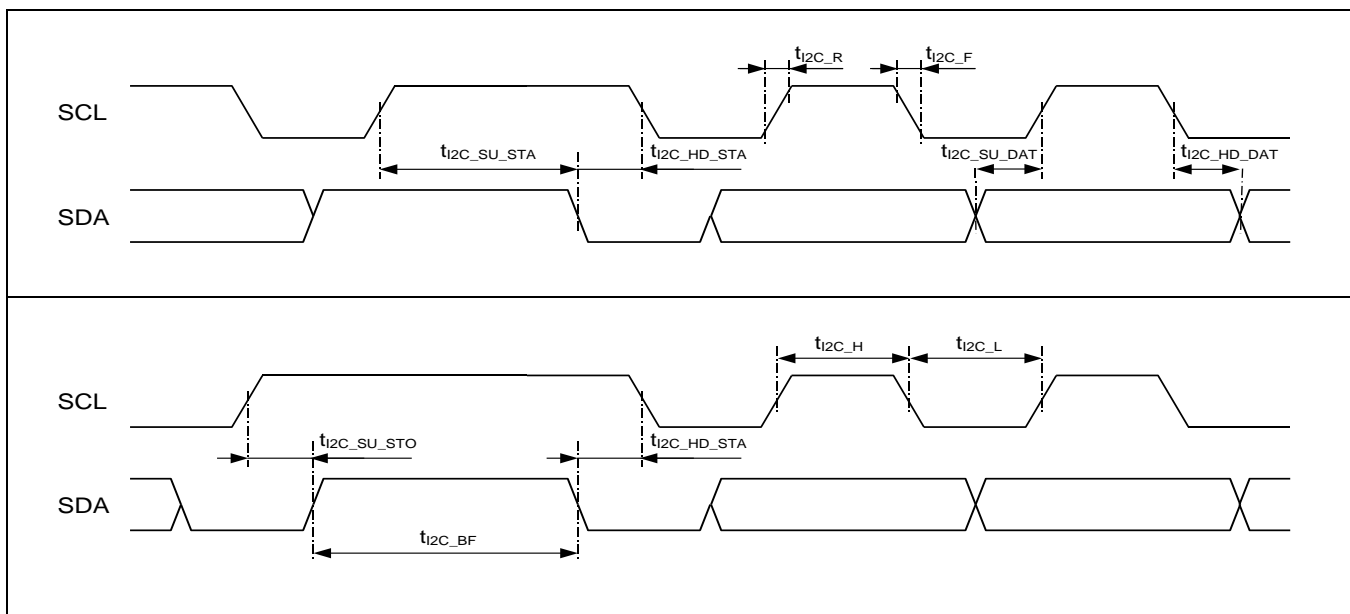 tI2C_R tI2C_F
SCL
tI2C_SU_STA tI2C_HD_STA tI2C_SU_DAT tI2C_HD_DAT
SDA
tI2C_H tI2C_L
SCL
tI2C_SU_STO tI2C_HD_STA
SDA
tI2C_BF